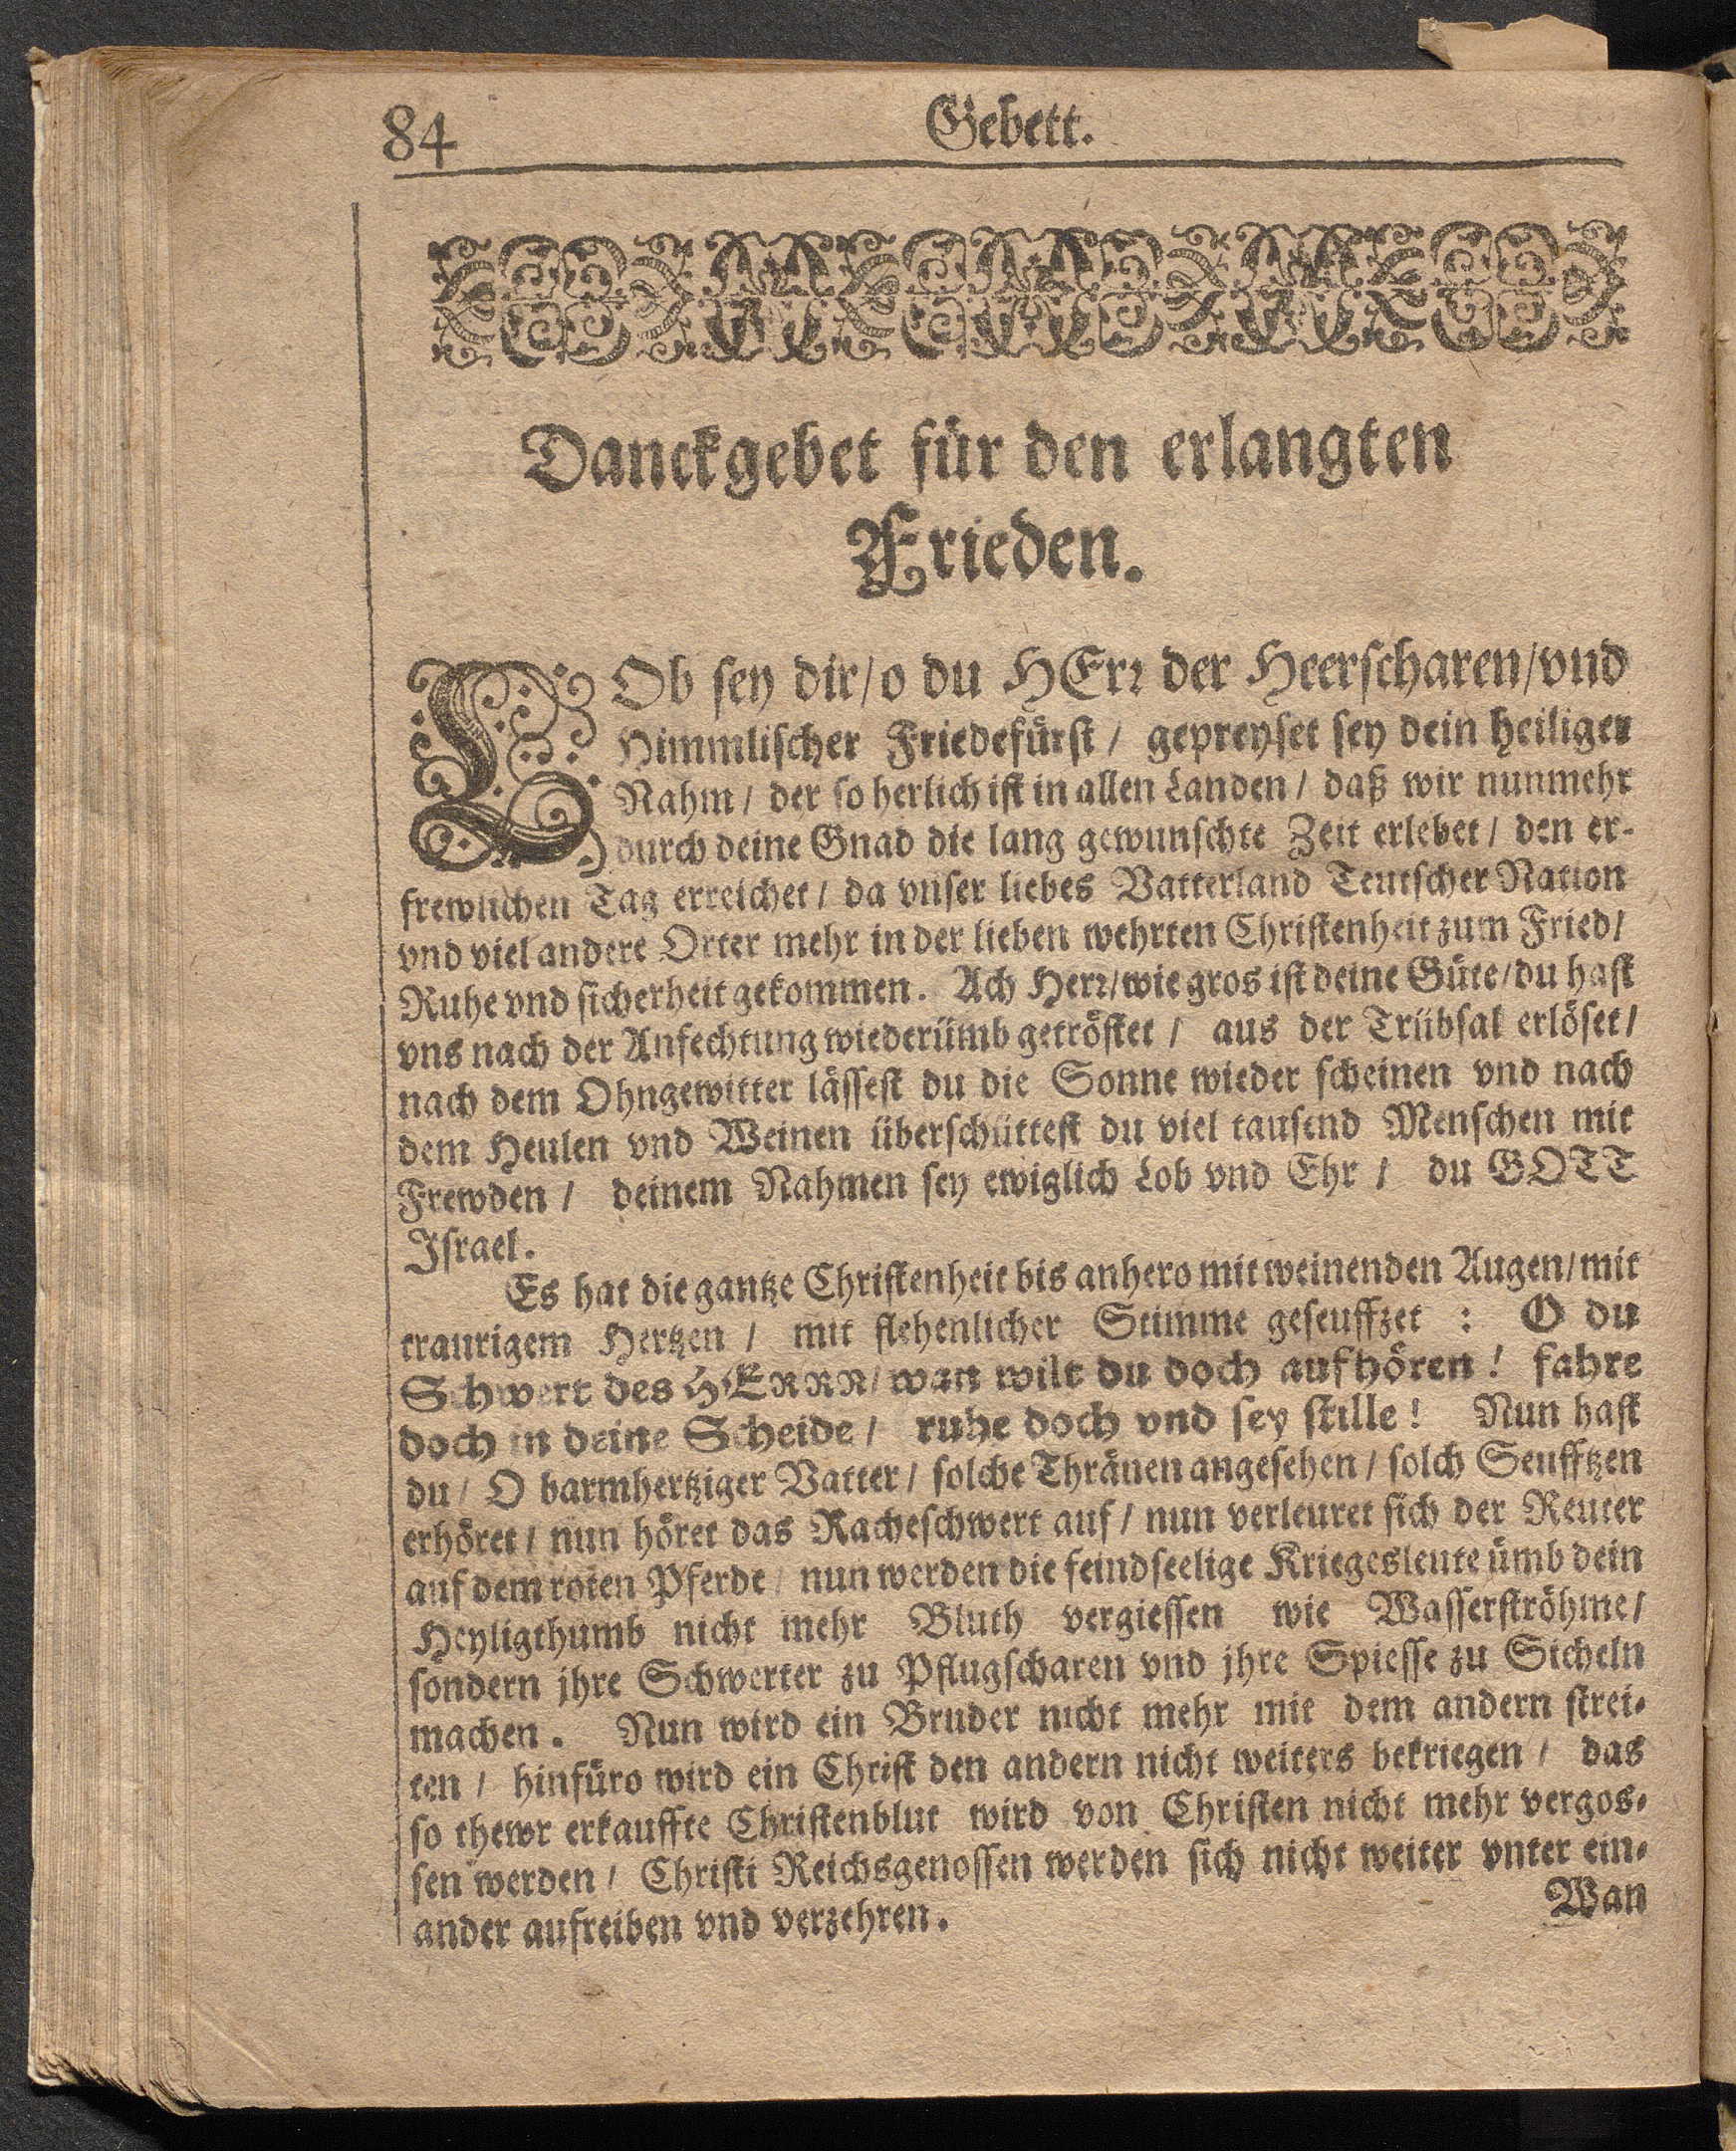 84
Gebett.
Danckgebet für den erlangten
Frieden.
LOb sey dir/o du HErꝛ der Heerscharen/vnd
Himmlischer Friedefürst / gepreyset sey dein heiliger
Nahm / der so herlich ist in allen Landen / daß wir nunmehr
durch deine Gnad die lang gewunschte Zeit erlebet / den er-
frewlichen Tag erreichet / da vnser liebes Vatterland Teutscher Nation
vnd viel andere Orter mehr in der lieben wehrten Christenheit zum Fried /
Ruhe vnd sicherheit gekommen. Ach Herꝛ/wie gros ist deine Güte/du hast
vns nach der Anfechtung wiederümb getröstet / aus der Trübsal erlöset /
nach dem Ohngewitter lässest du die Sonne wieder scheinen vnd nach
dem Heulen vnd Weinen überschüttest du viel tausend Menschen mit
Frewden / deinem Nahmen sey ewiglich Lob vnd Ehr / du GOTT
Israel.
Es hat die gantze Christenheit bis anhero mit weinenden Augen/mit
traurigem Hertzen / mit flehenlicher Stimme geseuffzet : O du
Schwert des HERRN/wan wilt du doch aufhören ! fahre
doch in deine Scheide / ruhe doch vnd sey stille ! Nun hast
du / O barmhertziger Vatter / solche Thränen angesehen / solch Seufftzen
erhöret / nun höret das Racheschwert auf / nun verleuret sich der Reuter
auf dem roten Pferde / nun werden die feindseelige Kriegesleute ümb dein
Heyligthumb nicht mehr Bluth vergiessen wie Wasserströhme /
sondern jhre Schwerter zu Pflugscharen vnd jhre Spiesse zu Sicheln
machen . Nun wird ein Bruder nicht mehr mit dem andern strei-
ten / hinfüro wird ein Christ den andern nicht weiters bekriegen / das
so thewr erkauffte Christenblut wird von Christen nicht mehr vergos-
sen werden / Christi Reichsgenossen werden sich nicht weiter vnter ein-
ander aufreiben vnd verzehren.
Wan